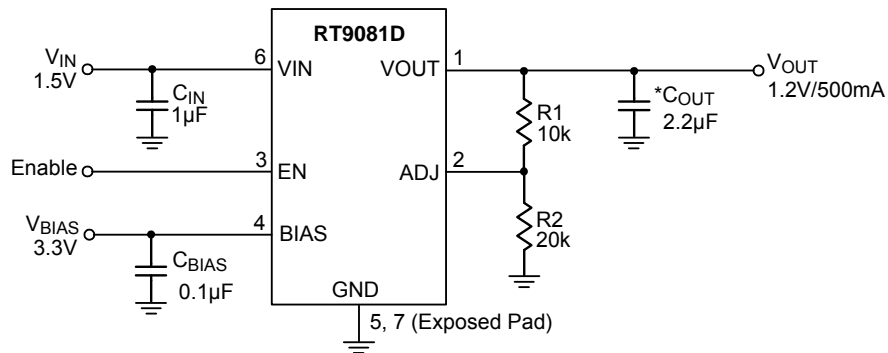 RT9081D
V_IN
1.5V
C_IN
1µF
6
VIN
VOUT
1
V_OUT
1.2V/500mA
*C_OUT
2.2µF
R1
10k
Enable
3
EN
ADJ
2
V_BIAS
3.3V
4
BIAS
R2
20k
C_BIAS
0.1µF
GND
5, 7 (Exposed Pad)